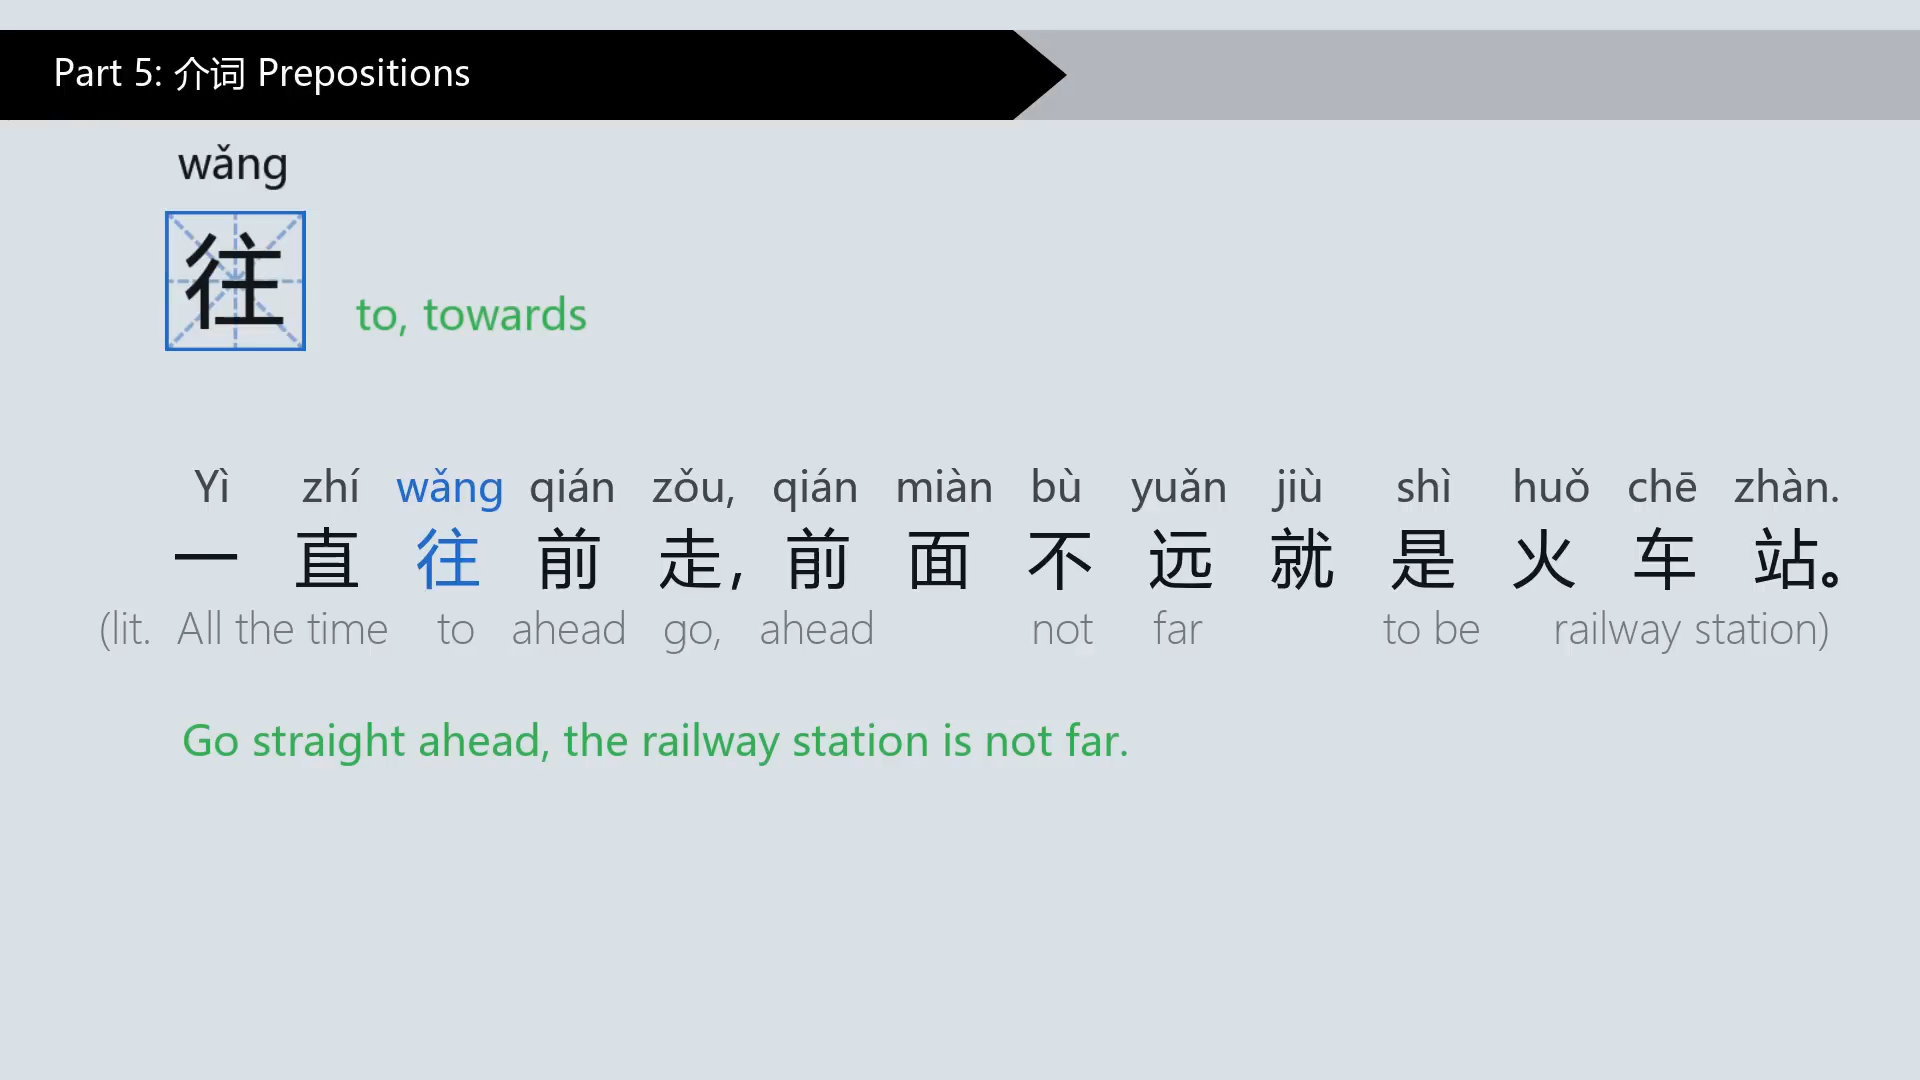 Part 5: 介词 Prepositions
wǎng
往
to, towards
Yì zhí wǎng qián zǒu, qián miàn bù yuǎn jiù shì huǒ chē zhàn.
一直往前走,前面不远就是火车站。
(lit. All the time to ahead go, ahead not far to be railway station)
Go straight ahead, the railway station is not far.